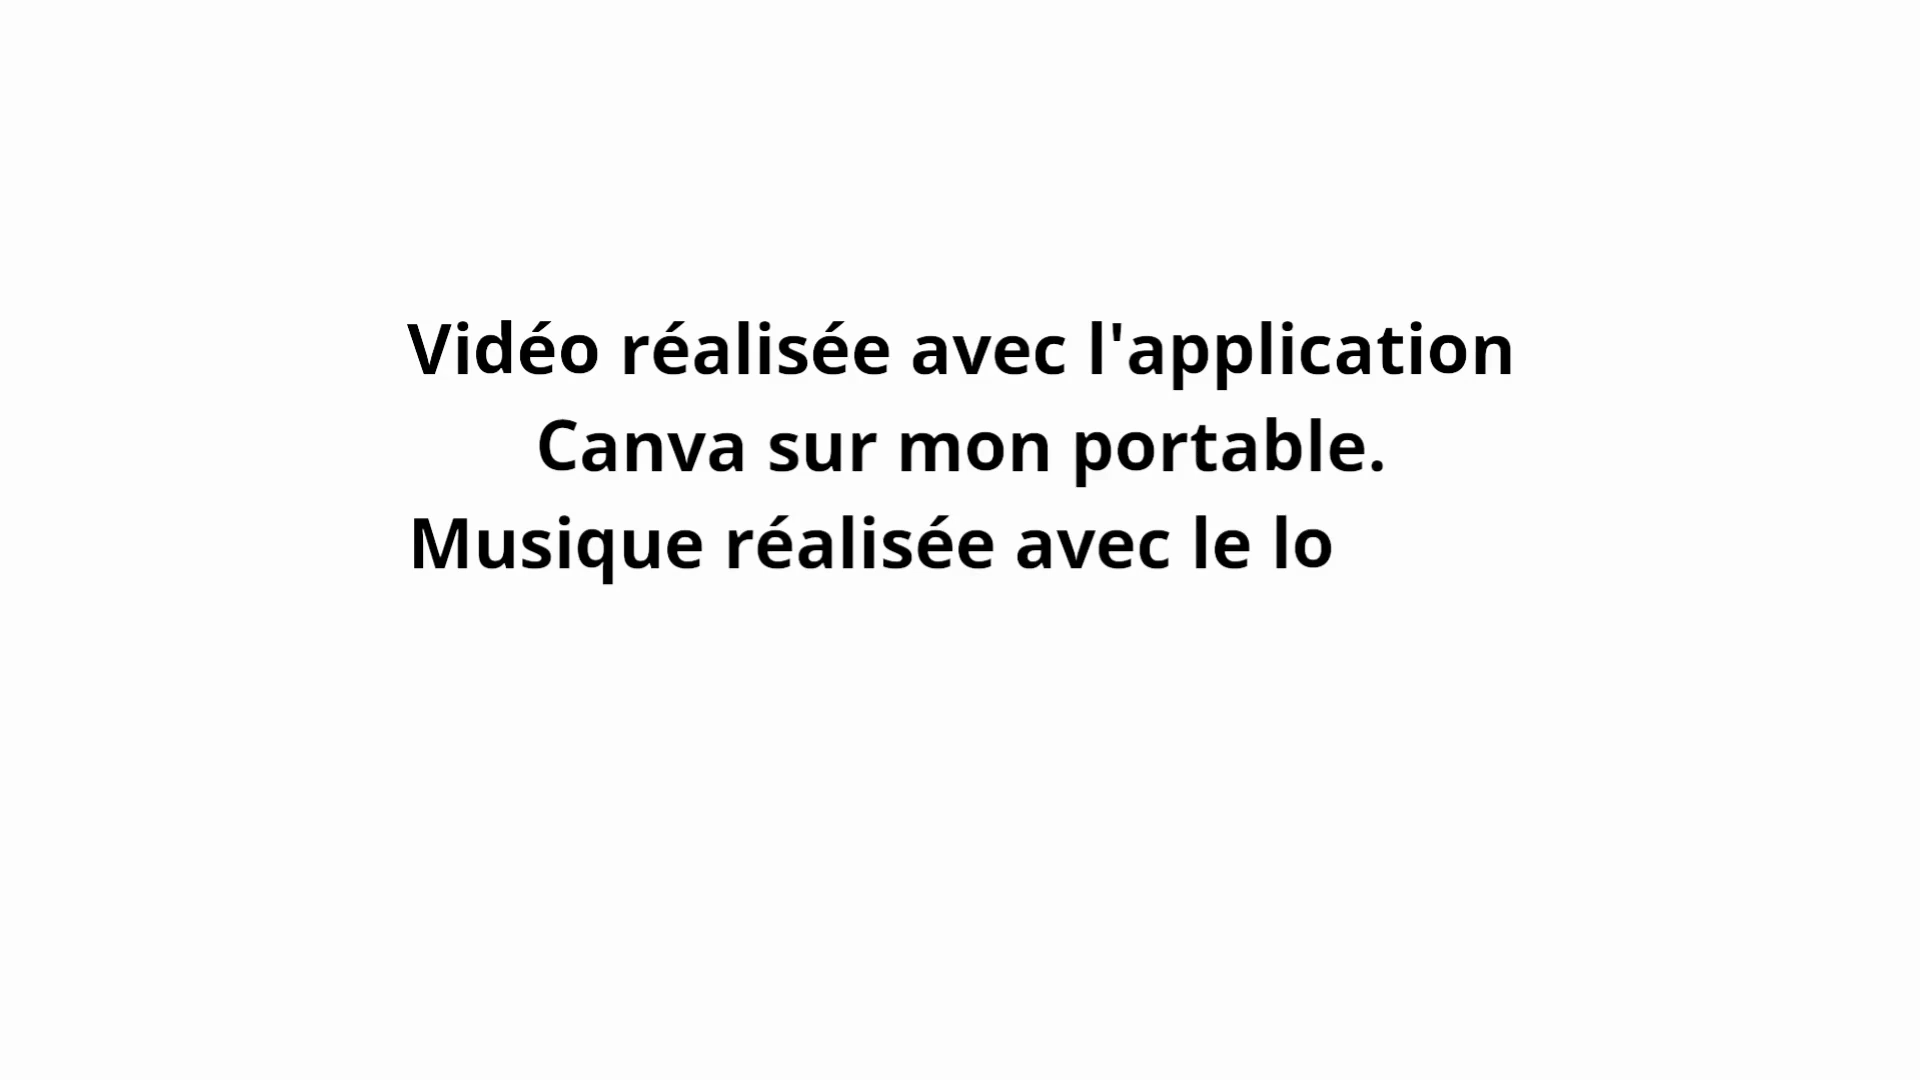 Vidéo réalisée avec l'application
Canva sur mon portable.
Musique réalisée avec le lo